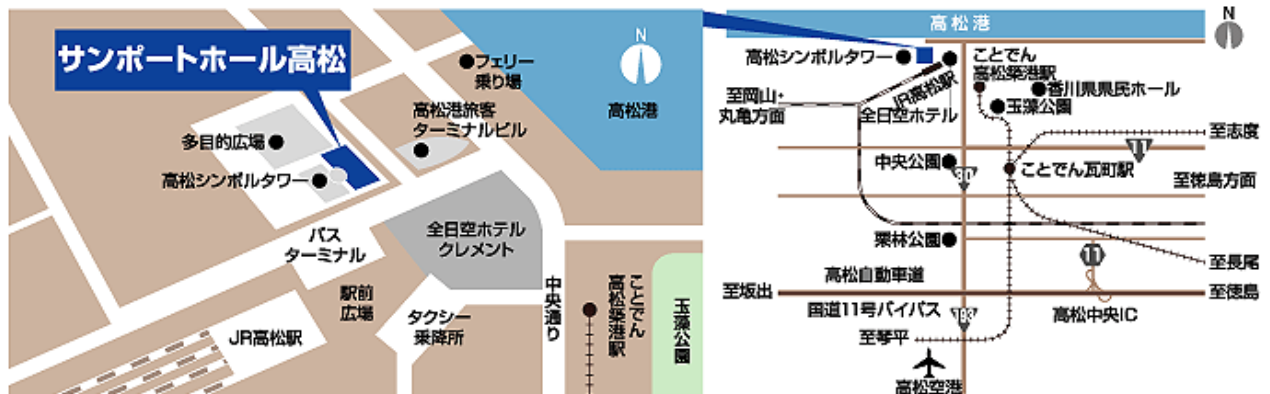 サンポートホール高松
フェリー
乗り場
N
高松港
高松港旅客
ターミナルビル
多目的広場
高松シンボルタワー
全日空ホテル
クレメント
バス
ターミナル
駅前
広場
JR高松駅
タクシー
乗降所
中央通り
ことでん
高松築港駅
玉藻公園
高松港
N
高松シンボルタワー
ことでん
高松築港駅
JR高松駅
香川県県民ホール
玉藻公園
至岡山・
丸亀方面
全日空ホテル
至志度
11
中央公園
30
ことでん瓦町駅
至徳島方面
栗林公園
11
至長尾
高松自動車道
至坂出
至徳島
国道11号バイパス
193
高松中央IC
至琴平
高松空港